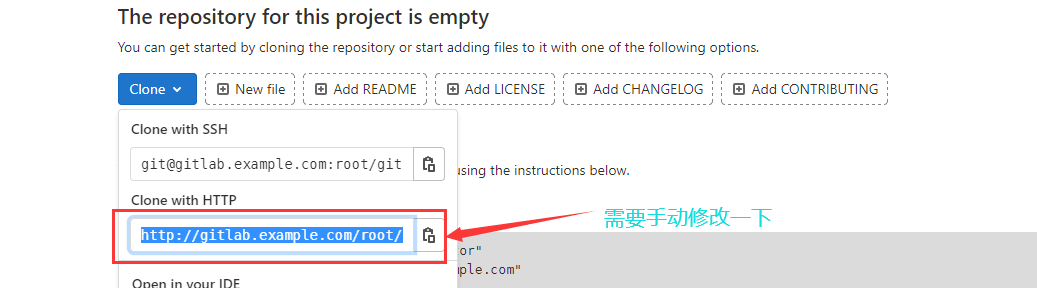 The repository for this project is empty
You can get started by cloning the repository or start adding files to it with one of the following options.
Clone New file Add README Add LICENSE Add CHANGELOG Add CONTRIBUTING
Clone with SSH
git@gitlab.example.com:root/git
using the instructions below.
Clone with HTTP
需要手动修改一下
http://gitlab.example.com/root/
or"
mple.com"
Open in your IDE